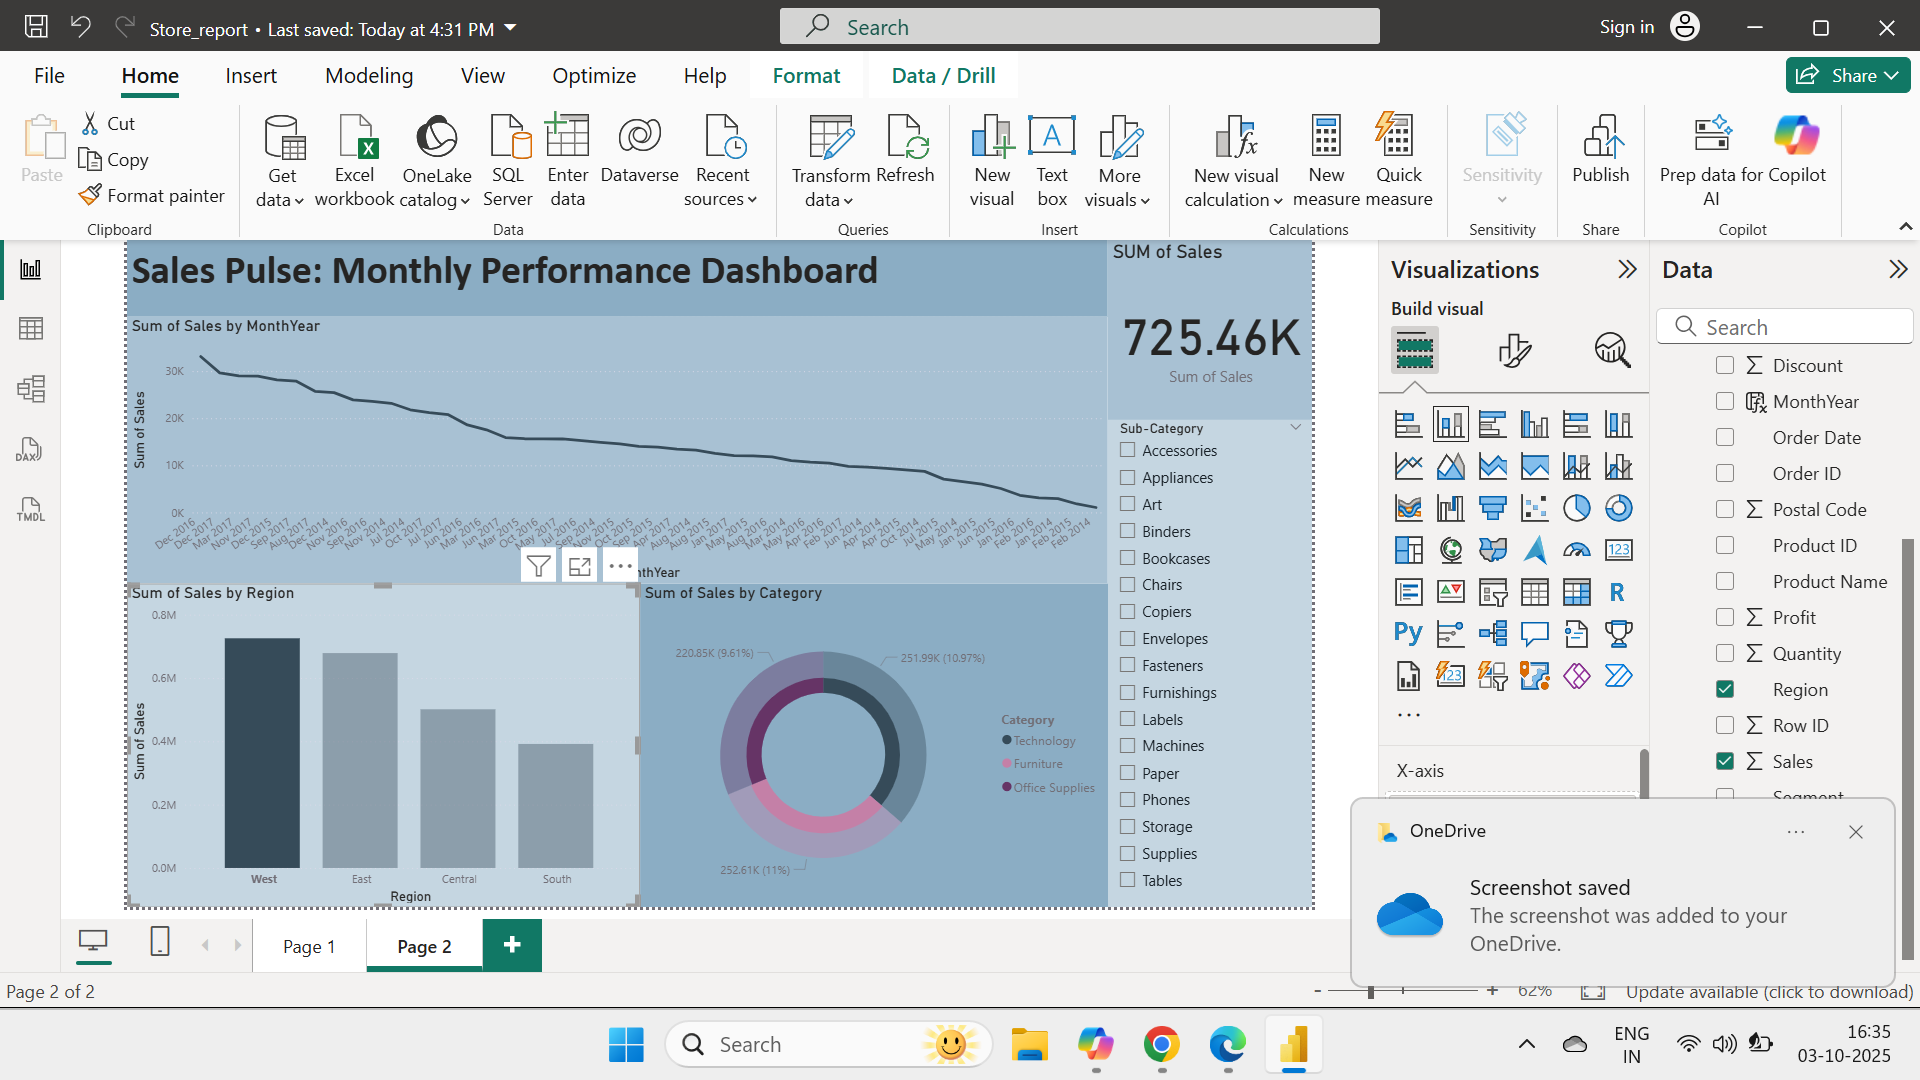 Store_report • Last saved: Today at 4:31 PM
Search
Sign in
File Home Insert Modeling View Optimize Help Format Data / Drill
Share
Paste
Cut
Copy
Format painter
Clipboard
Get data
Excel workbook
OneLake catalog
SQL Server
Enter data
Dataverse
Recent sources
Data
Transform data
Refresh
Queries
New visual
Text box
More visuals
Insert
New visual calculation
New measure
Quick measure
Calculations
Sensitivity
Sensitivity
Publish
Share
Prep data for AI
Copilot
Copilot
DAX
TMDL
Sales Pulse: Monthly Performance Dashboard
SUM of Sales
725.46K
Sum of Sales
Sum of Sales by MonthYear
Sum of Sales
30K
20K
10K
0K
Dec 2016
Dec 2017
Mar 2017
Nov 2017
Dec 2015
Sep 2017
Aug 2017
Dec 2014
Nov 2016
Sep 2016
Nov 2014
Jul 2014
Oct 2017
Jul 2017
Jun 2017
Mar 2016
Jun 2017
Mar 2015
Oct 2016
May 2017
Jul 2016
Sep 2014
Nov 2015
Oct 2015
Sep 2015
Apr 2017
Aug 2014
Aug 2015
Jan 2017
May 2015
Aug 2016
Mar 2014
May 2016
Apr 2016
Feb 2017
Jun 2014
Apr 2014
Apr 2015
Oct 2014
Jul 2015
May 2014
Jan 2015
Jun 2015
Feb 2016
Jan 2014
Feb 2015
Feb 2014
nthYear
Sub-Category
Accessories
Appliances
Art
Binders
Bookcases
Chairs
Copiers
Envelopes
Fasteners
Furnishings
Labels
Machines
Paper
Phones
Storage
Supplies
Tables
Sum of Sales by Region
Sum of Sales
0.8M
0.6M
0.4M
0.2M
0.0M
West East Central South
Region
Sum of Sales by Category
220.85K (9.61%)
251.99K (10.97%)
252.61K (11%)
Category
Technology
Furniture
Office Supplies
Visualizations
Build visual
123
R
Py
123
X-axis
Data
Search
Discount
MonthYear
Order Date
Order ID
Postal Code
Product ID
Product Name
Profit
Quantity
Region
Row ID
Sales
Segment
OneDrive
Screenshot saved
The screenshot was added to your
OneDrive.
Page 1 Page 2
Page 2 of 2
62%
Update available (click to download)
Search
ENG
IN
16:35
03-10-2025